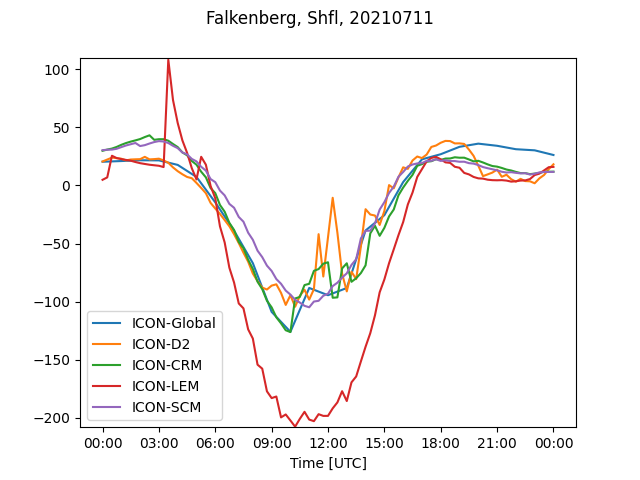 Falkenberg, Shfl, 20210711
100
50
0
−50
−100
−150
−200
ICON-Global
ICON-D2
ICON-CRM
ICON-LEM
ICON-SCM
00:00 03:00 06:00 09:00 12:00 15:00 18:00 21:00 00:00
Time [UTC]